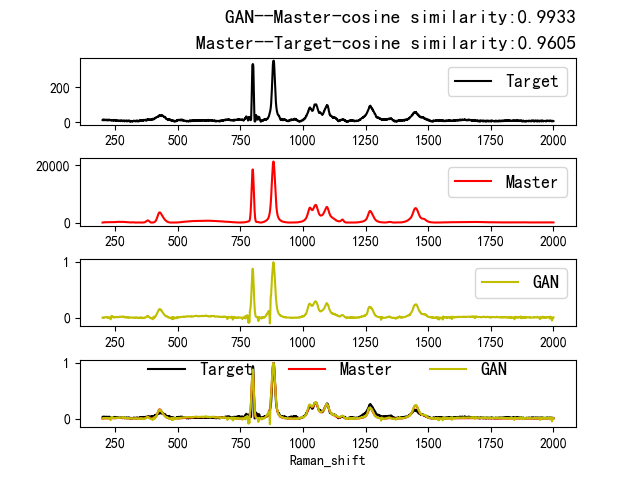 GAN--Master-cosine similarity:0.9933
Master--Target-cosine similarity:0.9605
200
0
Target
250 500 750 1000 1250 1500 1750 2000
20000
0
Master
250 500 750 1000 1250 1500 1750 2000
1
0
GAN
250 500 750 1000 1250 1500 1750 2000
1
0
Target Master GAN
250 500 750 1000 1250 1500 1750 2000
Raman_shift